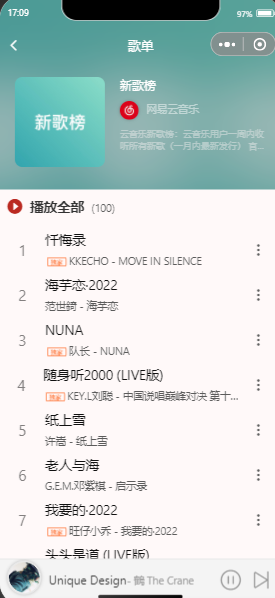 17:09
97%
歌单
新歌榜
新歌榜
网易云音乐
云音乐新歌榜：云音乐用户一周内收
听所有新歌（一月内最新发行） 官...
播放全部 (100)
1
忏悔录
独家 KKECHO - MOVE IN SILENCE
2
海芋恋·2022
范世錡 - 海芋恋
3
NUNA
独家 队长 - NUNA
4
随身听2000 (LIVE版)
独家 KEY.L刘聪 - 中国说唱巅峰对决 第十...
5
纸上雪
许嵩 - 纸上雪
6
老人与海
G.E.M.邓紫棋 - 启示录
7
我要的·2022
独家 旺仔小乔 - 我要的·2022
头头是道 (LIVE版)
Unique Design- 鶴 The Crane